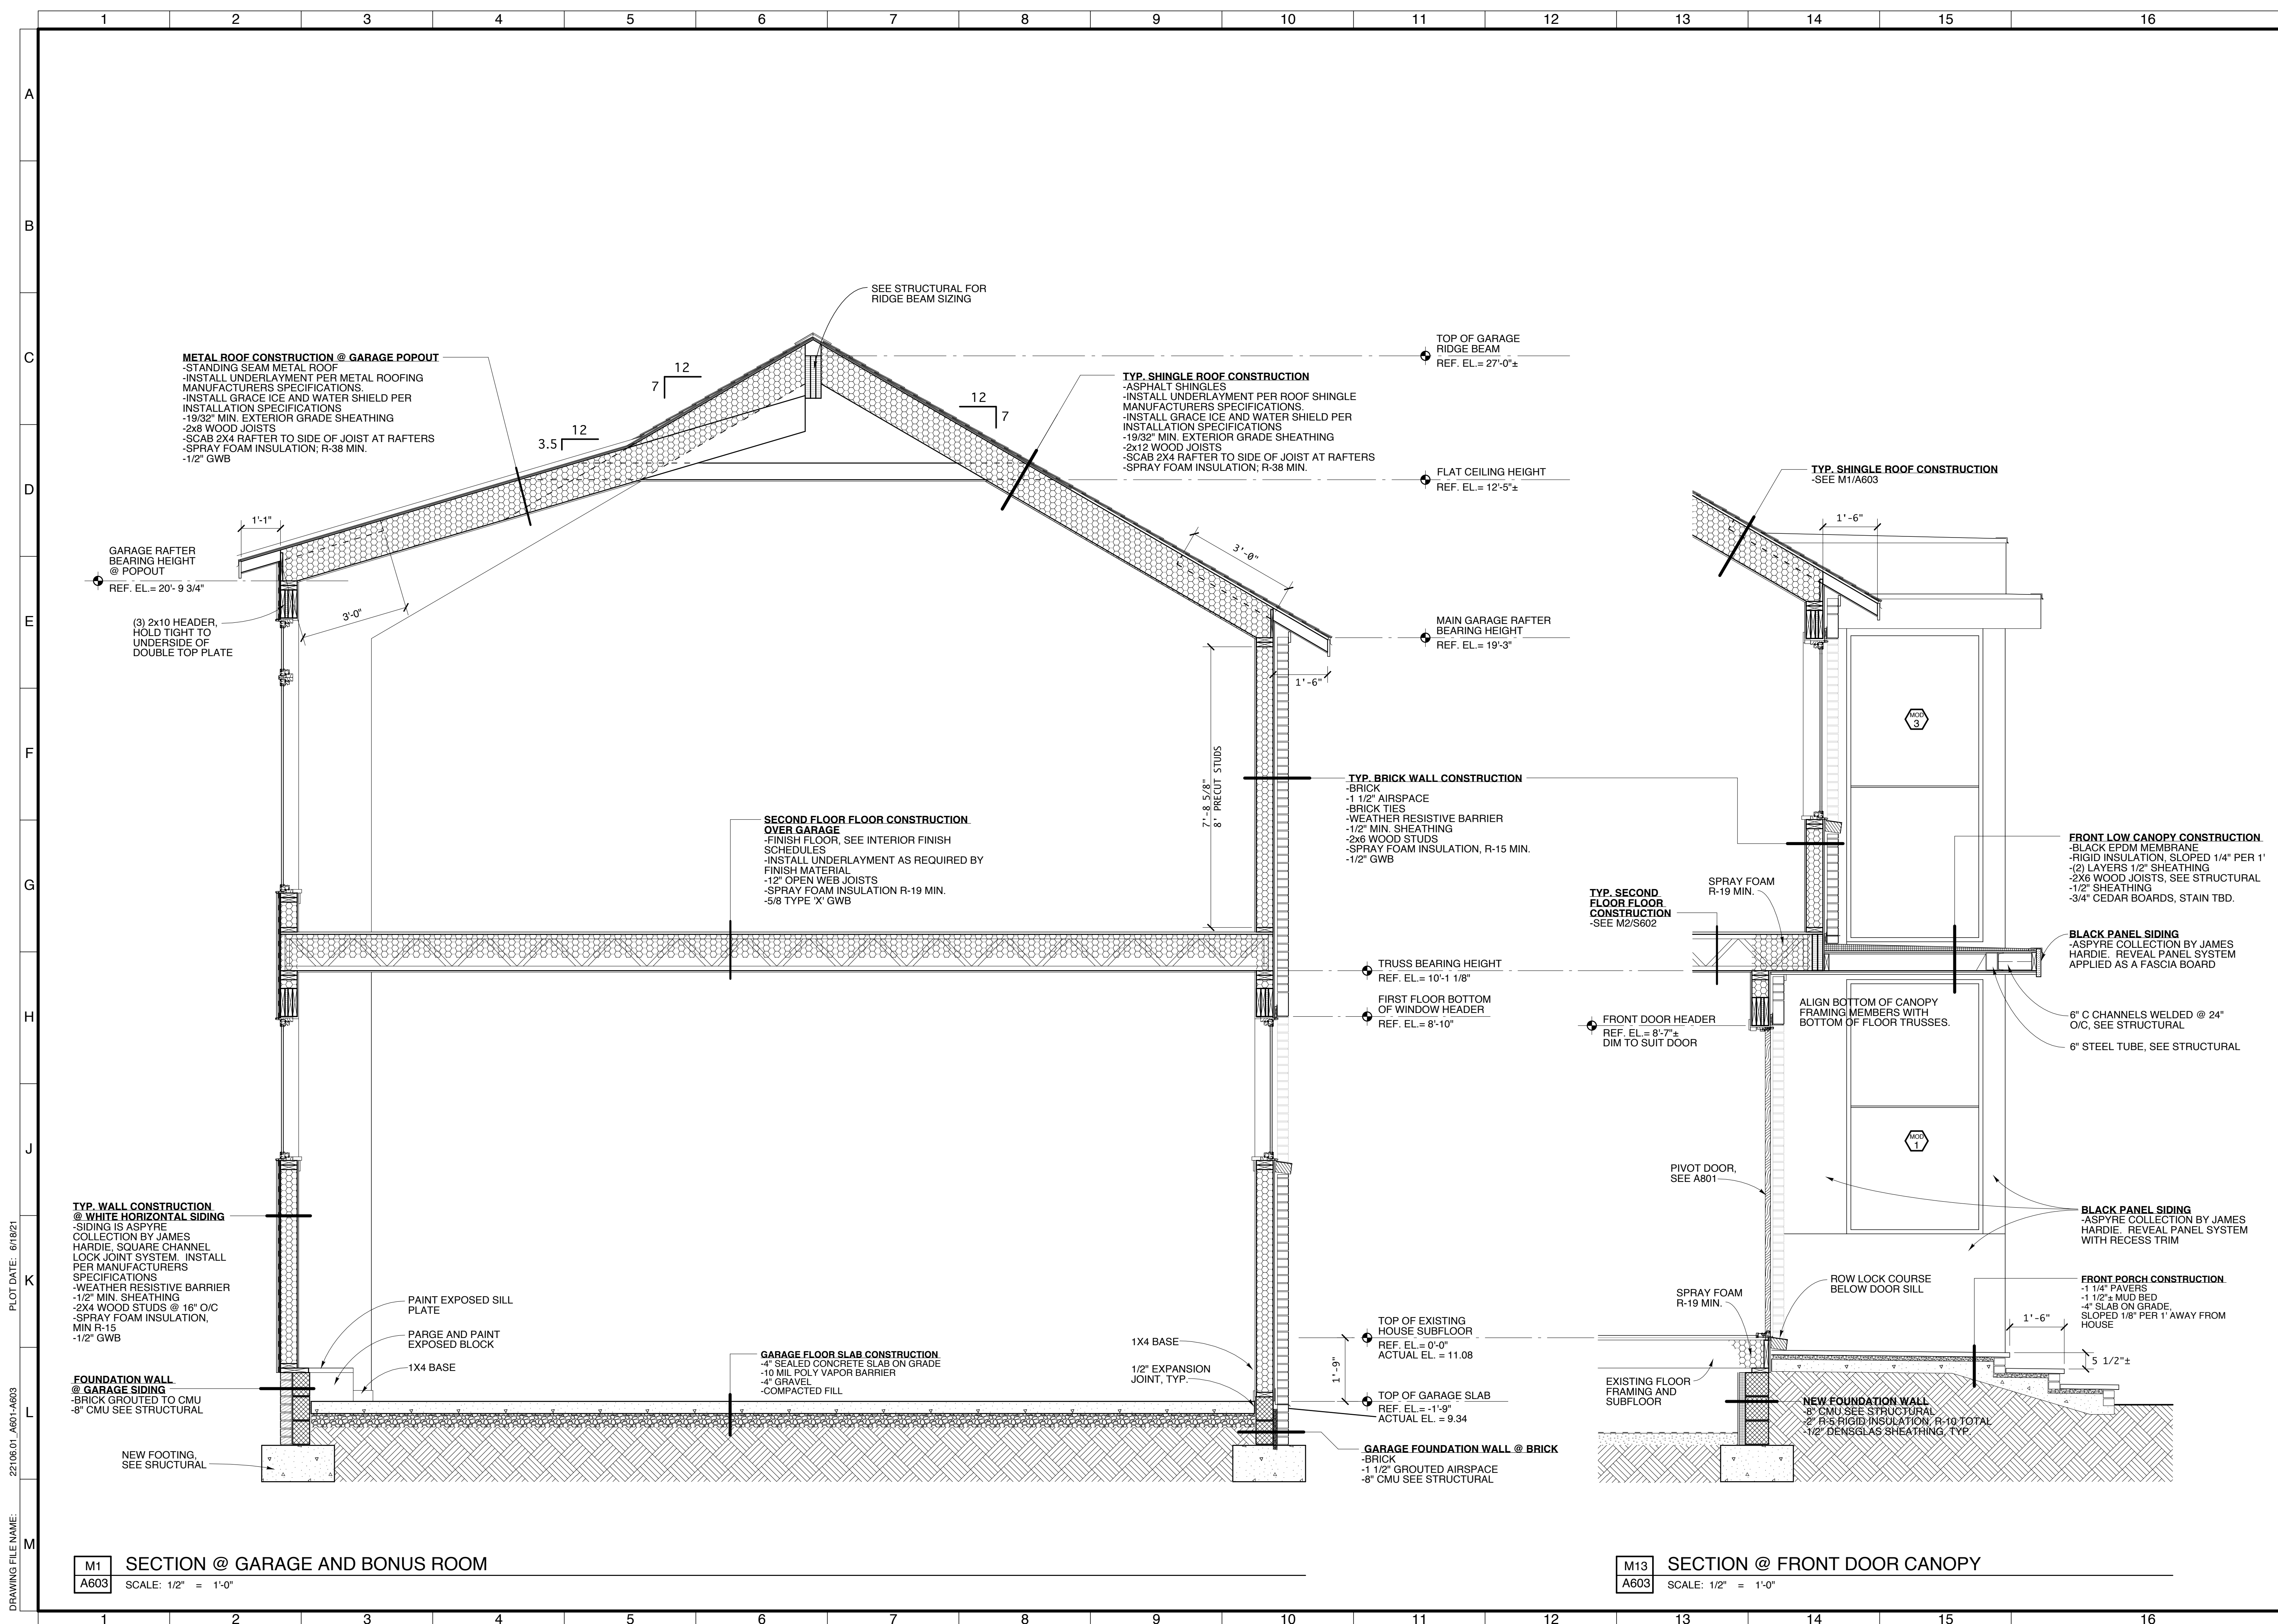 1 2 3 4 5 6 7 8 9 10 11 12 13 14 15 16
A
B
C
D
E
F
G
H
J
K
L
M
PLOT DATE: 6/18/21
22106.01_A601-A603
DRAWING FILE NAME:
SEE STRUCTURAL FOR
RIDGE BEAM SIZING
METAL ROOF CONSTRUCTION @ GARAGE POPOUT
-STANDING SEAM METAL ROOF
-INSTALL UNDERLAYMENT PER METAL ROOFING
MANUFACTURERS SPECIFICATIONS.
-INSTALL GRACE ICE AND WATER SHIELD PER
INSTALLATION SPECIFICATIONS
-19/32" MIN. EXTERIOR GRADE SHEATHING
-2x8 WOOD JOISTS
-SCAB 2X4 RAFTER TO SIDE OF JOIST AT RAFTERS
-SPRAY FOAM INSULATION; R-38 MIN.
-1/2" GWB
12
7
12
3.5
12
7
TYP. SHINGLE ROOF CONSTRUCTION
-ASPHALT SHINGLES
-INSTALL UNDERLAYMENT PER ROOF SHINGLE
MANUFACTURERS SPECIFICATIONS.
-INSTALL GRACE ICE AND WATER SHIELD PER
INSTALLATION SPECIFICATIONS
-19/32" MIN. EXTERIOR GRADE SHEATHING
-2x12 WOOD JOISTS
-SCAB 2X4 RAFTER TO SIDE OF JOIST AT RAFTERS
-SPRAY FOAM INSULATION; R-38 MIN.
TOP OF GARAGE
RIDGE BEAM
REF. EL.= 27'-0"±
FLAT CEILING HEIGHT
REF. EL.= 12'-5"±
1'-1"
GARAGE RAFTER
BEARING HEIGHT
@ POPOUT
REF. EL.= 20'- 9 3/4"
(3) 2x10 HEADER,
HOLD TIGHT TO
UNDERSIDE OF
DOUBLE TOP PLATE
3'-0"
3'-0"
MAIN GARAGE RAFTER
BEARING HEIGHT
REF. EL.= 19'-3"
1'-6"
7'-8 5/8"
8' PRECUT STUDS
TYP. BRICK WALL CONSTRUCTION
-BRICK
-1 1/2" AIRSPACE
-BRICK TIES
-WEATHER RESISTIVE BARRIER
-1/2" MIN. SHEATHING
-2x6 WOOD STUDS
-SPRAY FOAM INSULATION, R-15 MIN.
-1/2" GWB
SECOND FLOOR FLOOR CONSTRUCTION
OVER GARAGE
-FINISH FLOOR, SEE INTERIOR FINISH
SCHEDULES
-INSTALL UNDERLAYMENT AS REQUIRED BY
FINISH MATERIAL
-12" OPEN WEB JOISTS
-SPRAY FOAM INSULATION R-19 MIN.
-5/8 TYPE 'X' GWB
TRUSS BEARING HEIGHT
REF. EL.= 10'-1 1/8"
FIRST FLOOR BOTTOM
OF WINDOW HEADER
REF. EL.= 8'-10"
TYP. WALL CONSTRUCTION
@ WHITE HORIZONTAL SIDING
-SIDING IS ASPYRE
COLLECTION BY JAMES
HARDIE, SQUARE CHANNEL
LOCK JOINT SYSTEM. INSTALL
PER MANUFACTURERS
SPECIFICATIONS
-WEATHER RESISTIVE BARRIER
-1/2" MIN. SHEATHING
-2X4 WOOD STUDS @ 16" O/C
-SPRAY FOAM INSULATION,
MIN R-15
-1/2" GWB
FOUNDATION WALL
@ GARAGE SIDING
-BRICK GROUTED TO CMU
-8" CMU SEE STRUCTURAL
NEW FOOTING,
SEE SRUCTURAL
PAINT EXPOSED SILL
PLATE
PARGE AND PAINT
EXPOSED BLOCK
1X4 BASE
GARAGE FLOOR SLAB CONSTRUCTION
-4" SEALED CONCRETE SLAB ON GRADE
-10 MIL POLY VAPOR BARRIER
-4" GRAVEL
-COMPACTED FILL
1X4 BASE
1/2" EXPANSION
JOINT, TYP.
1'-9"
TOP OF EXISTING
HOUSE SUBFLOOR
REF. EL.= 0'-0"
ACTUAL EL. = 11.08
TOP OF GARAGE SLAB
REF. EL.= -1'-9"
ACTUAL EL. = 9.34
GARAGE FOUNDATION WALL @ BRICK
-BRICK
-1 1/2" GROUTED AIRSPACE
-8" CMU SEE STRUCTURAL
TYP. SHINGLE ROOF CONSTRUCTION
-SEE M1/A603
1'-6"
MOD
3
FRONT LOW CANOPY CONSTRUCTION
-BLACK EPDM MEMBRANE
-RIGID INSULATION, SLOPED 1/4" PER 1'
-(2) LAYERS 1/2" SHEATHING
-2X6 WOOD JOISTS, SEE STRUCTURAL
-1/2" SHEATHING
-3/4" CEDAR BOARDS, STAIN TBD.
SPRAY FOAM
R-19 MIN.
TYP. SECOND
FLOOR FLOOR
CONSTRUCTION
-SEE M2/S602
BLACK PANEL SIDING
-ASPYRE COLLECTION BY JAMES
HARDIE. REVEAL PANEL SYSTEM
APPLIED AS A FASCIA BOARD
ALIGN BOTTOM OF CANOPY
FRAMING MEMBERS WITH
BOTTOM OF FLOOR TRUSSES.
FRONT DOOR HEADER
REF. EL.= 8'-7"±
DIM TO SUIT DOOR
6" C CHANNELS WELDED @ 24"
O/C, SEE STRUCTURAL
6" STEEL TUBE, SEE STRUCTURAL
MOD
1
PIVOT DOOR,
SEE A801
BLACK PANEL SIDING
-ASPYRE COLLECTION BY JAMES
HARDIE. REVEAL PANEL SYSTEM
WITH RECESS TRIM
ROW LOCK COURSE
BELOW DOOR SILL
SPRAY FOAM
R-19 MIN.
FRONT PORCH CONSTRUCTION
-1 1/4" PAVERS
-1 1/2"± MUD BED
-4" SLAB ON GRADE,
SLOPED 1/8" PER 1' AWAY FROM
HOUSE
1'-6"
5 1/2"±
EXISTING FLOOR
FRAMING AND
SUBFLOOR
NEW FOUNDATION WALL
-8" CMU SEE STRUCTURAL
-2" R-5 RIGID INSULATION, R-10 TOTAL
-1/2" DENSGLAS SHEATHING, TYP.
M1
A603
SECTION @ GARAGE AND BONUS ROOM
SCALE: 1/2" = 1'-0"
M13
A603
SECTION @ FRONT DOOR CANOPY
SCALE: 1/2" = 1'-0"
1 2 3 4 5 6 7 8 9 10 11 12 13 14 15 16